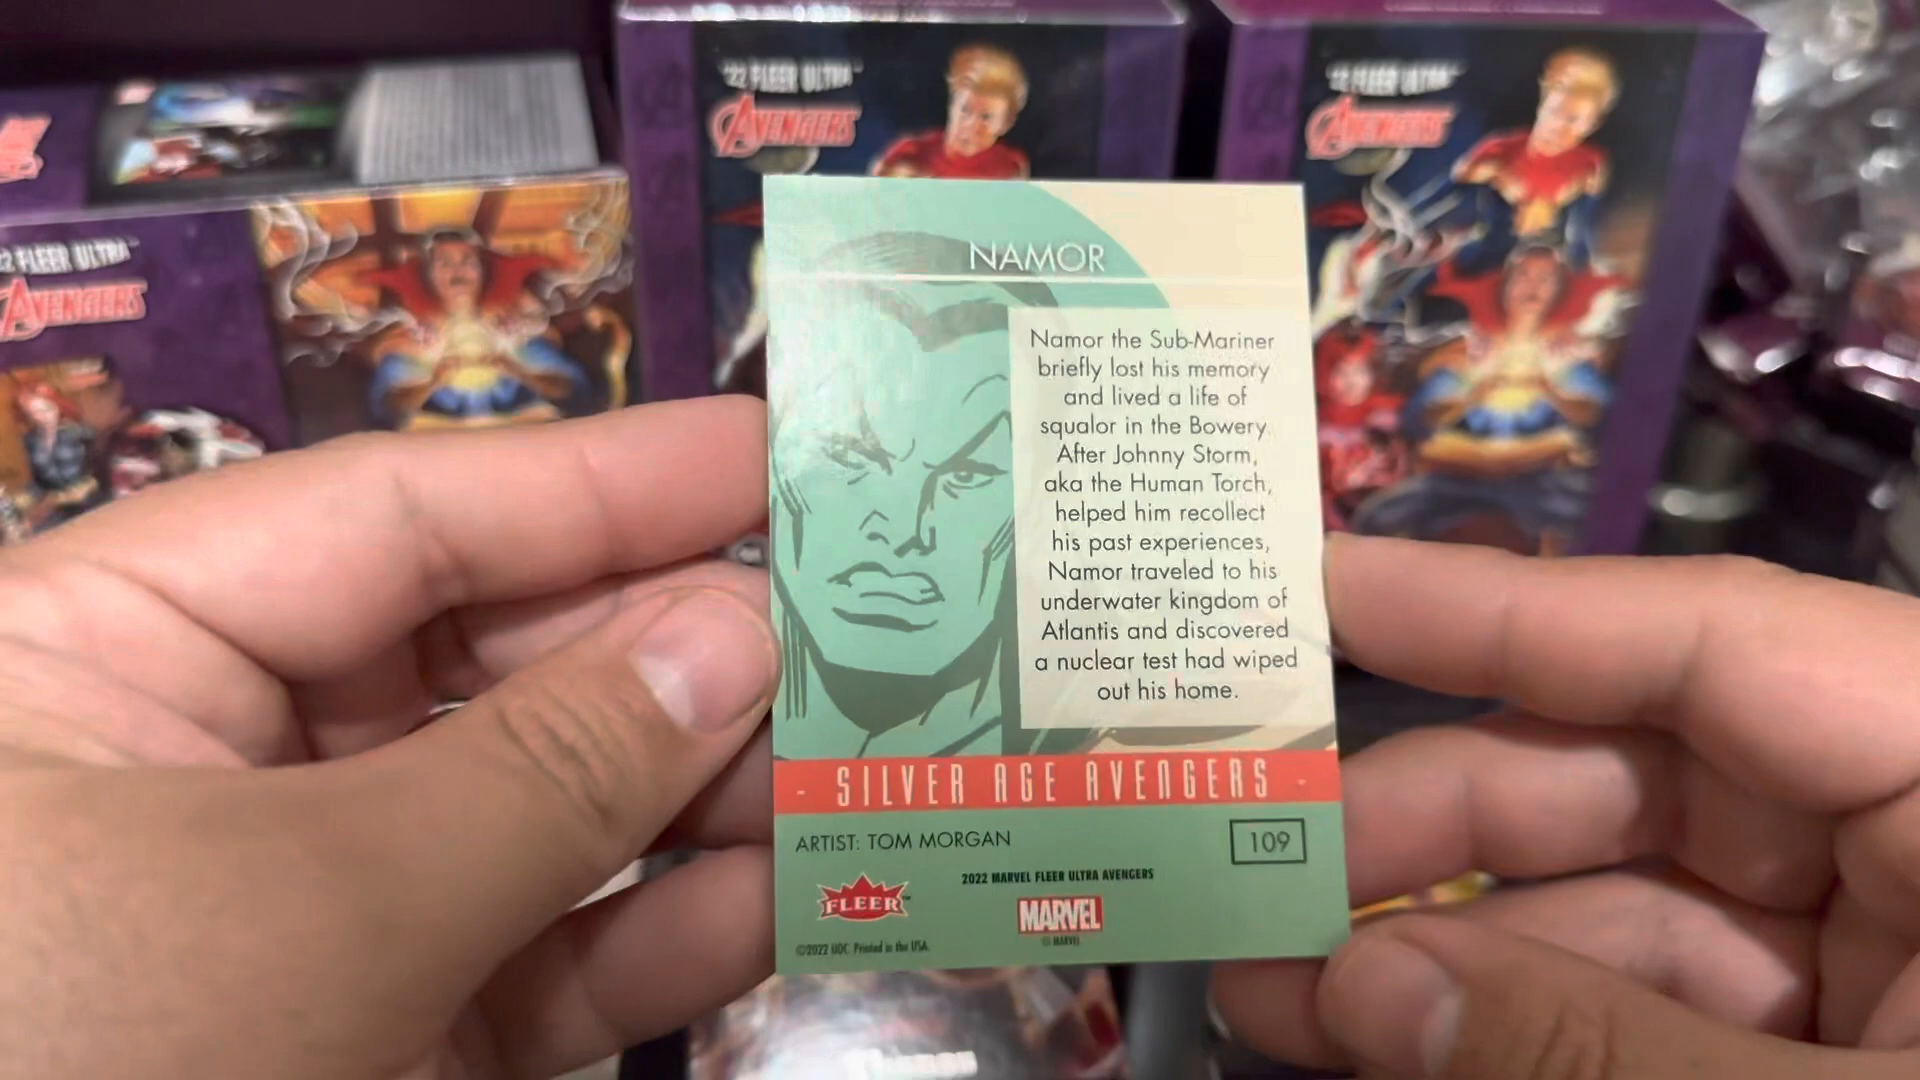 '22 FLEER ULTRA
AVENGERS
'22 FLEER ULTRA
AVENGERS
22 FLEER ULTRA
AVENGERS
NAMOR
Namor the Sub-Mariner
briefly lost his memory
and lived a life of
squalor in the Bowery.
After Johnny Storm,
aka the Human Torch,
helped him recollect
his past experiences,
Namor traveled to his
underwater kingdom of
Atlantis and discovered
a nuclear test had wiped
out his home.
- SILVER AGE AVENGERS -
ARTIST: TOM MORGAN
109
2022 MARVEL FLEER ULTRA AVENGERS
FLEER™
MARVEL
© MARVEL
©2022 UDC. Printed in the USA.